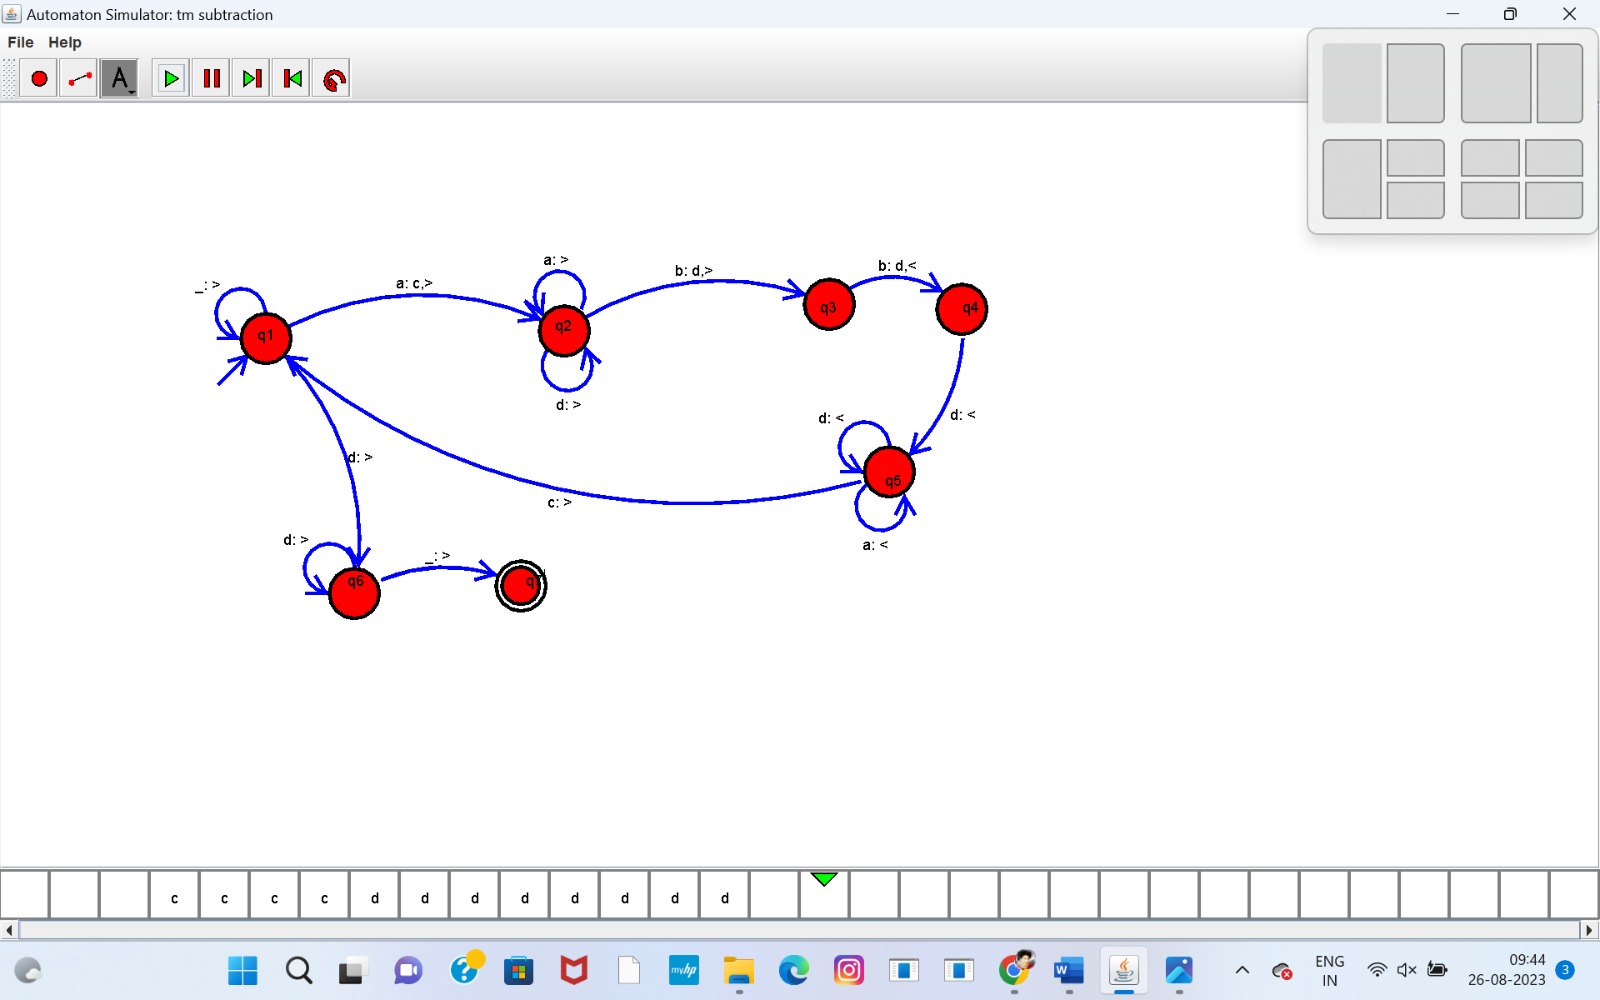 Automaton Simulator: tm subtraction
File Help
A
a: >
b: d,>
b: d,<
_: >
a: c,>
q1
q2
q3
q4
d: >
d: <
d: <
d: >
q5
c: >
d: >
a: <
_: >
q6
q
c c c c d d d d d d d d
myhp
W
ENG
IN
09:44
26-08-2023
3